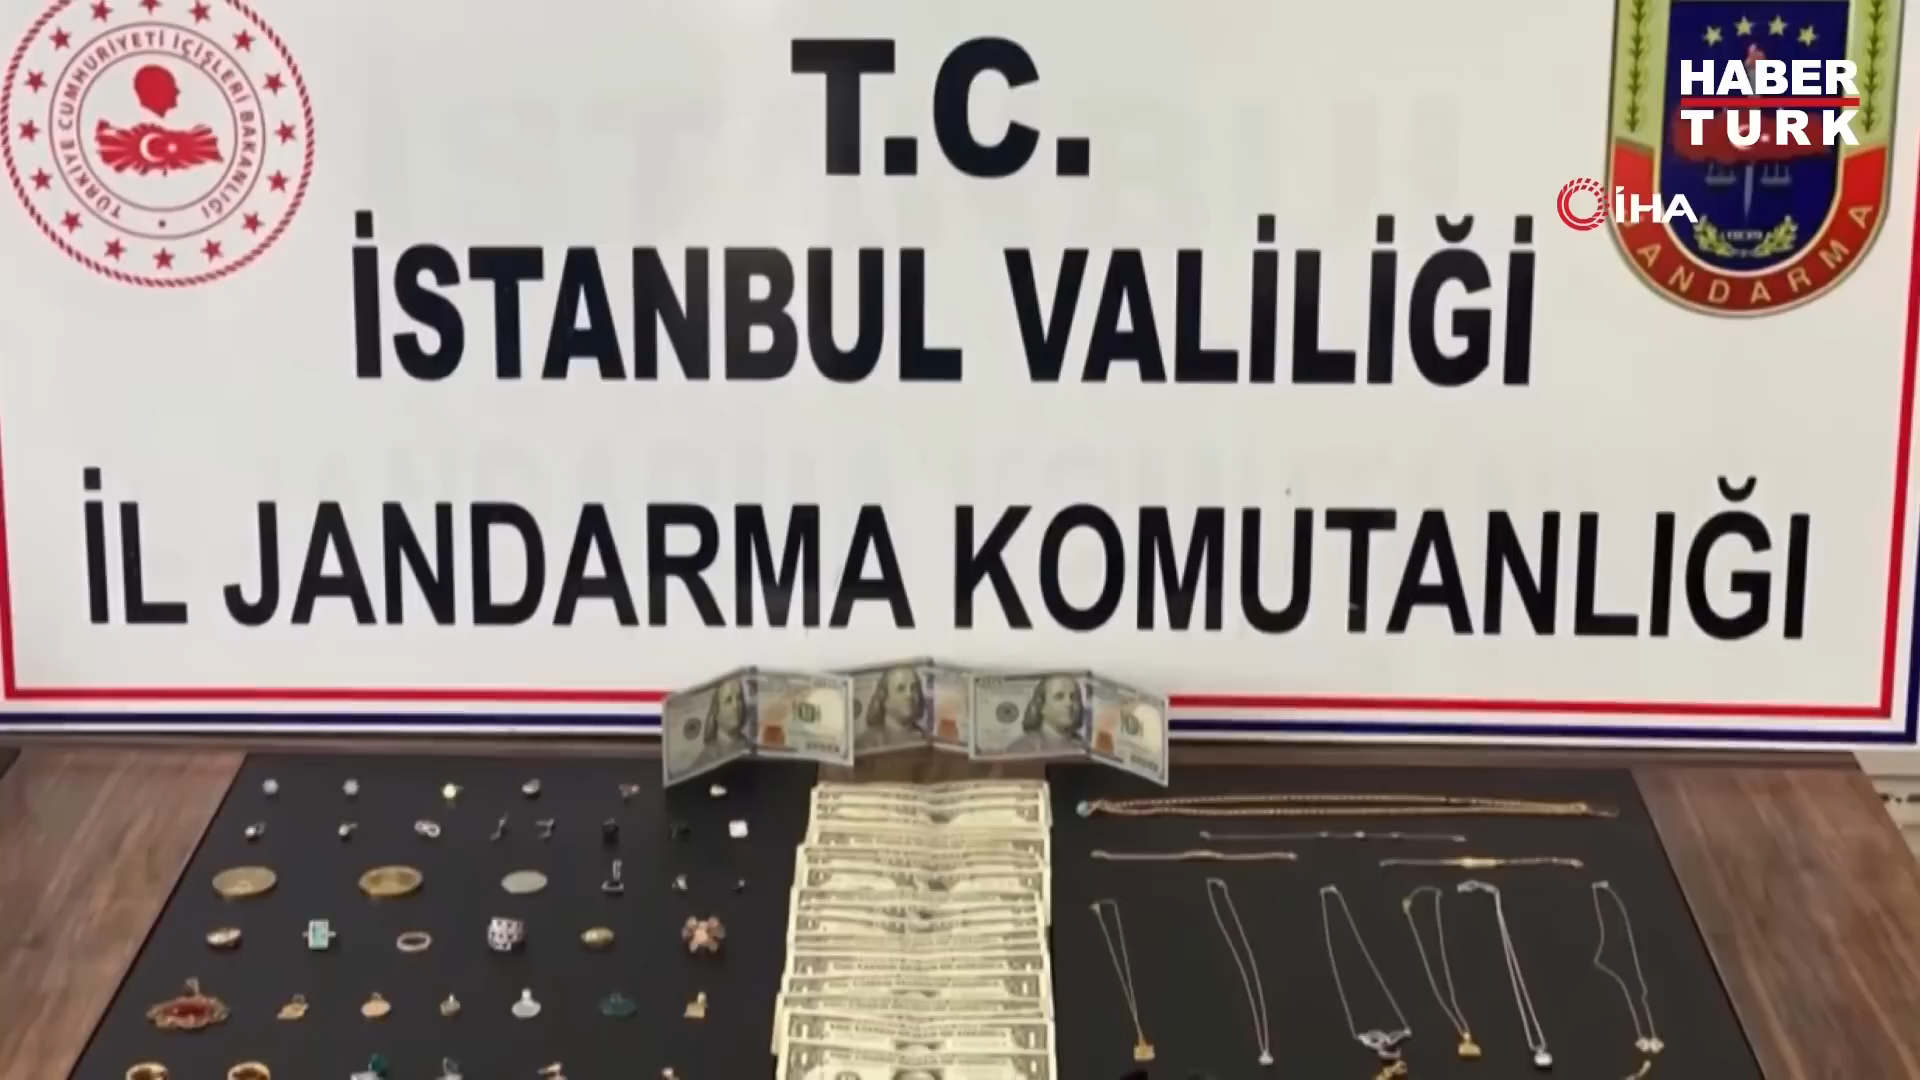 T.C.
İSTANBUL VALİLİĞİ
İL JANDARMA KOMUTANLIĞI
TÜRKİYE CUMHURİYETİ İÇİŞLERİ BAKANLIĞI
HABER
TURK
İHA
JANDARMA